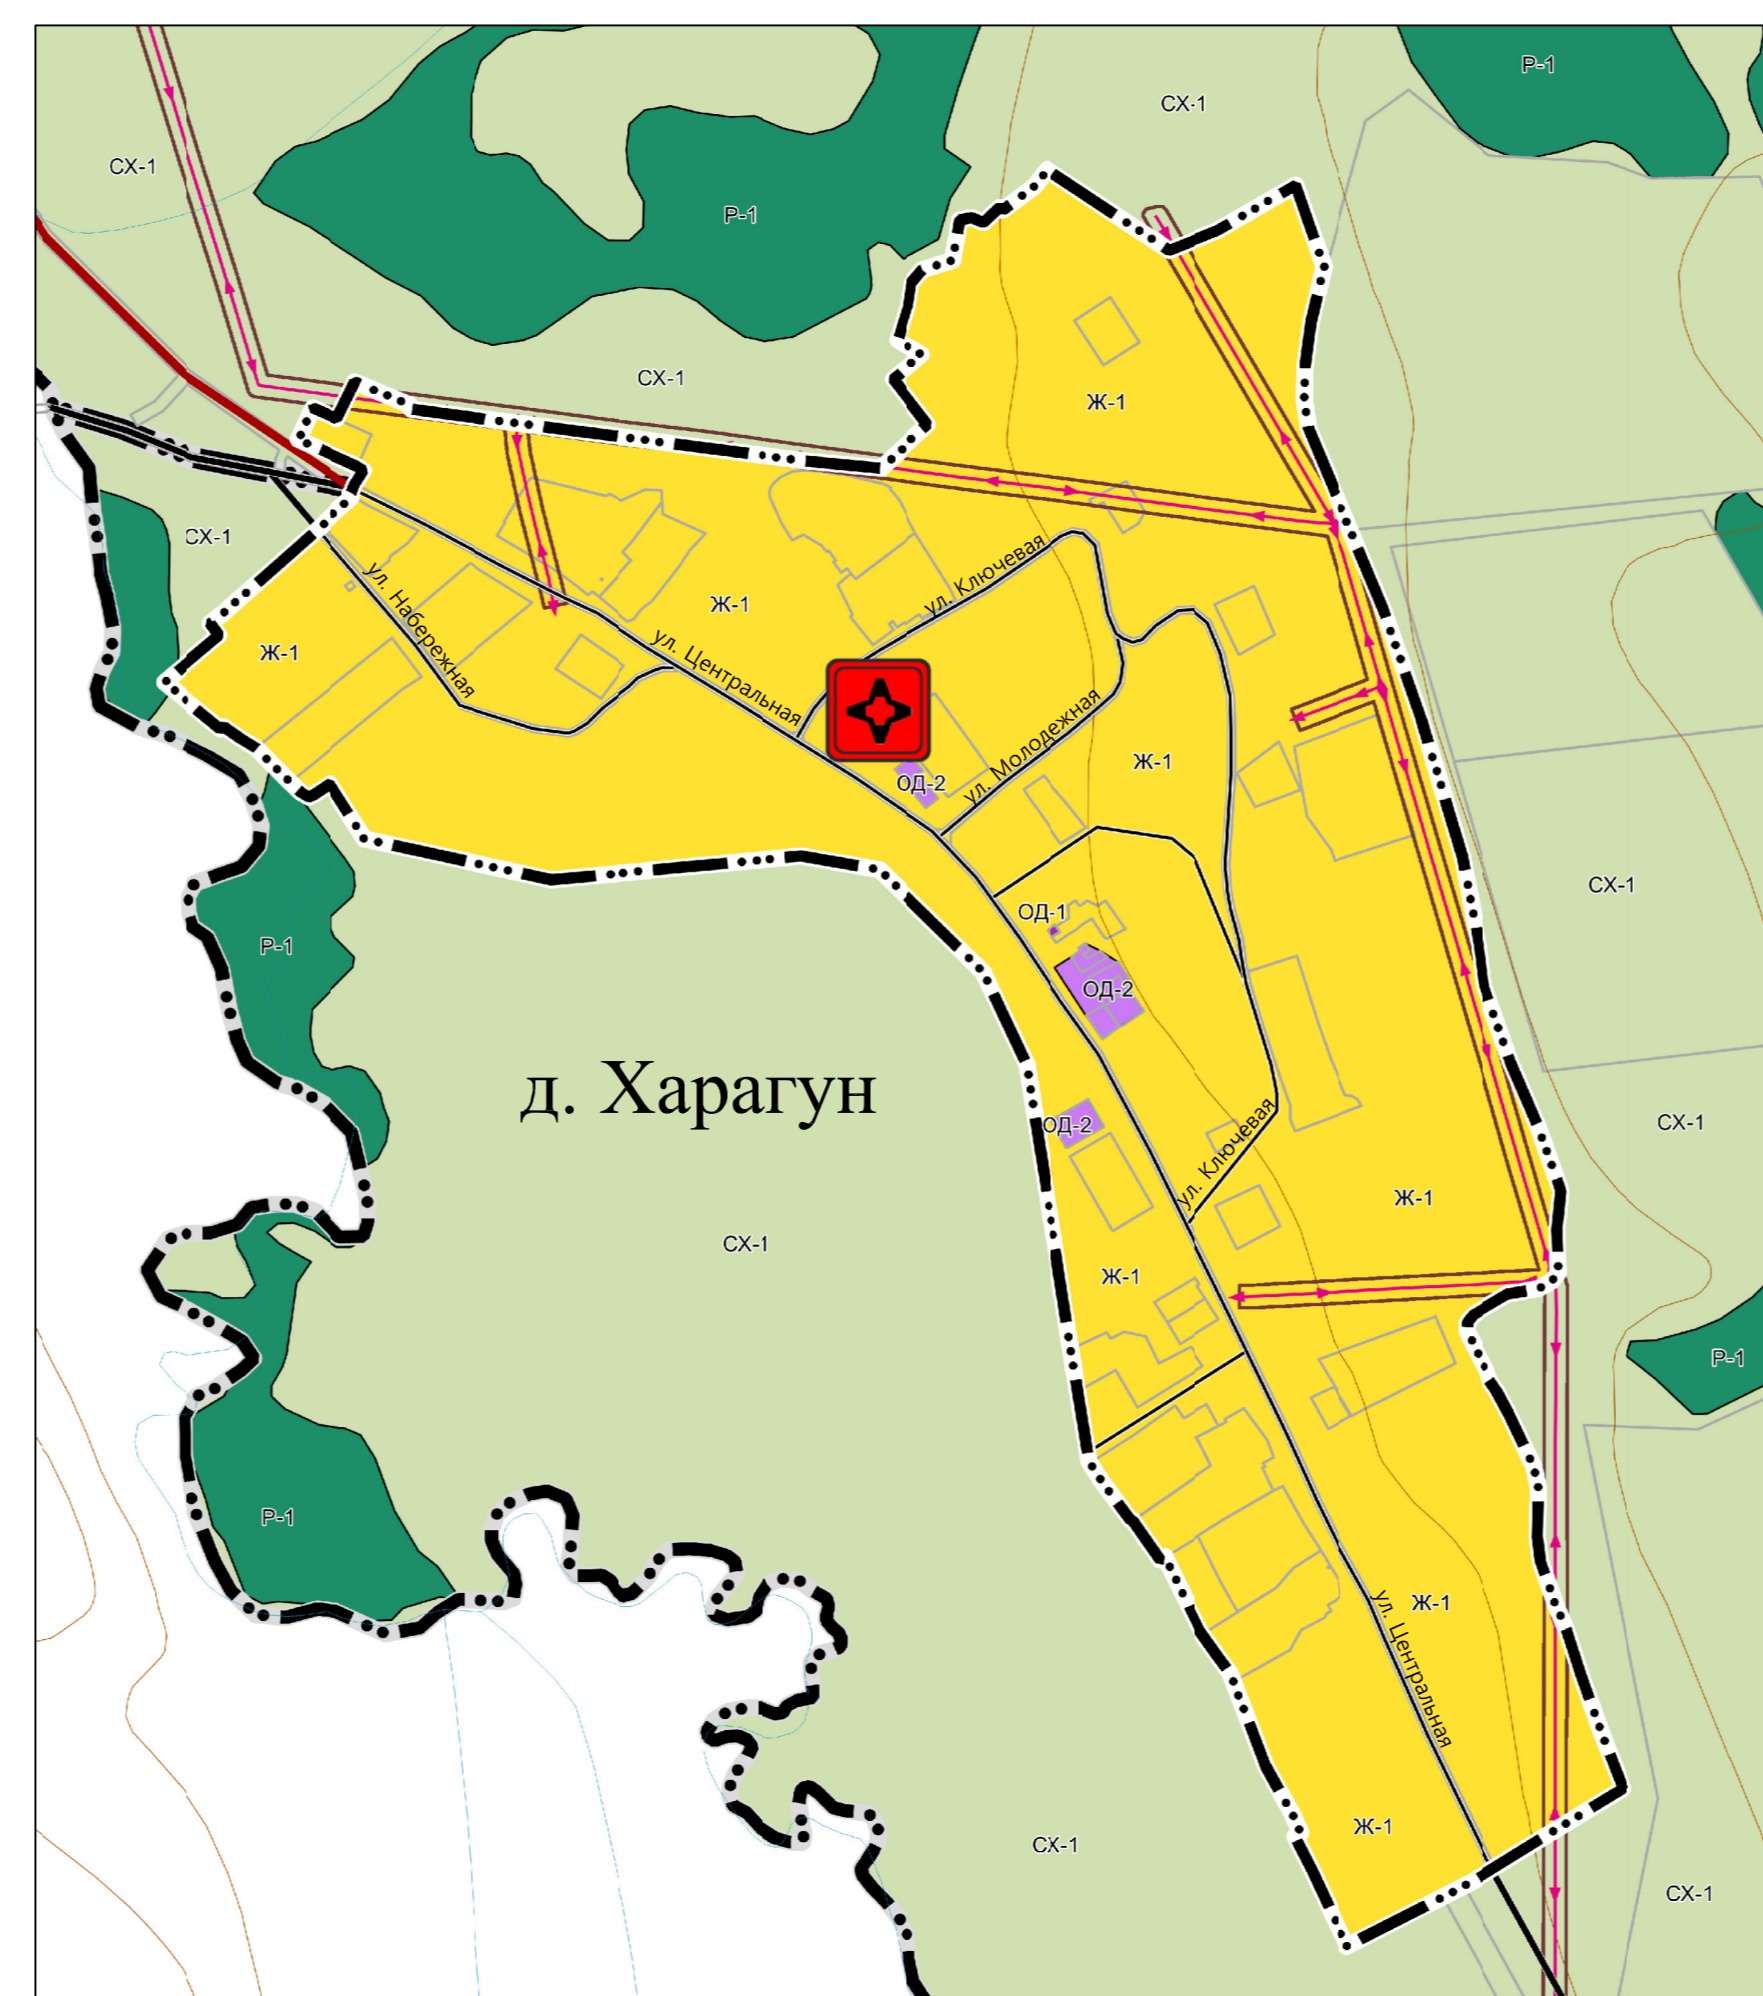 Р-1
СХ-1
СХ-1
Р-1
СХ-1
Ж-1
СХ-1
ул. Ключевая
ул. Набережная
Ж-1
Ж-1
ул. Центральная
ул. Молодежная
Ж-1
ОД-2
СХ-1
ОД-1
Р-1
ОД-2
д. Харагун
ОД-2
СХ-1
ул. Ключевая
Ж-1
СХ-1
Ж-1
Р-1
Р-1
Ж-1
ул. Центральная
Ж-1
СХ-1
СХ-1